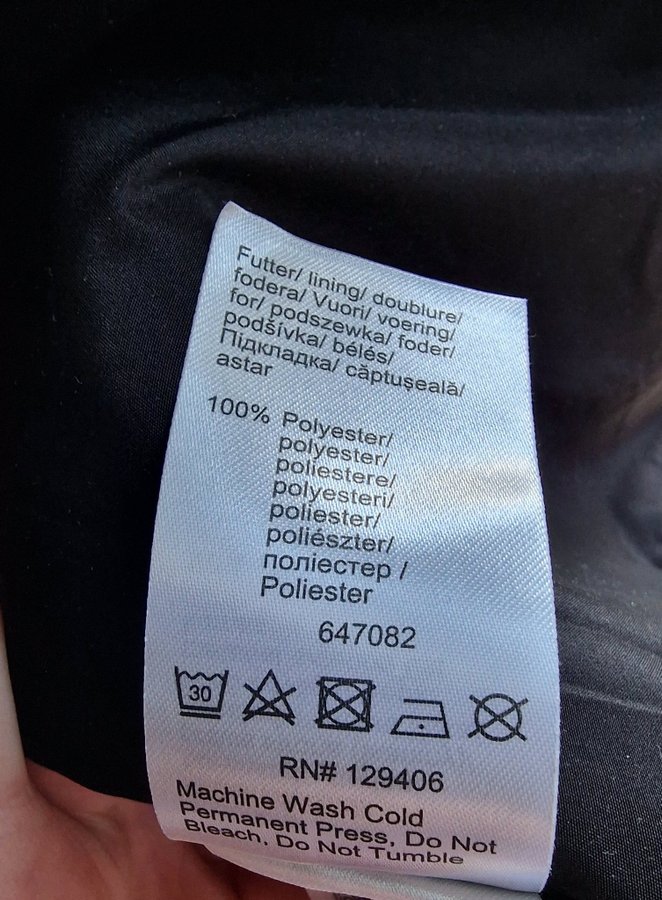 Futter/ lining/ doublure/
fodera/ Vuori/ voering/
for/ podszewka/ foder/
podšívka/ bélés/
Підкладка/ căptuşeală/
astar
100% Polyester/
polyester/
poliestere/
polyesteri/
poliester/
poliészter/
поліестер /
Poliester
647082
30
RN# 129406
Machine Wash Cold
Permanent Press, Do Not
Bleach, Do Not Tumble